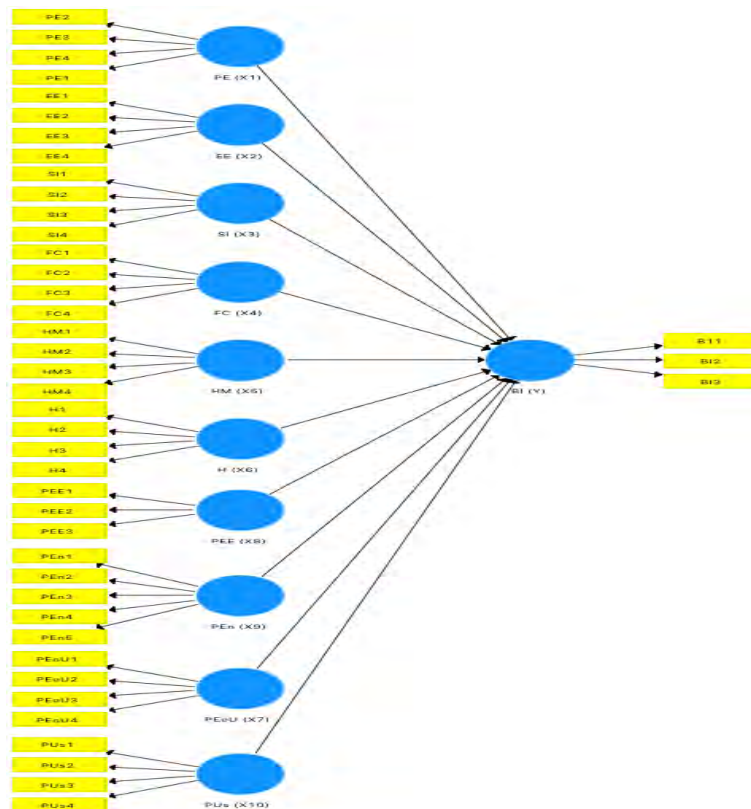 PE2
PE3
PE4
PE1
EE1
EE2
EE3
EE4
SI1
SI2
SI3
SI4
FC1
FC2
FC3
FC4
HM1
HM2
HM3
HM4
H1
H2
H3
H4
PEE1
PEE2
PEE3
PEn1
PEn2
PEn3
PEn4
PEn5
PEoU1
PEoU2
PEoU3
PEoU4
PUs1
PUs2
PUs3
PUs4
PE (X1)
EE (X2)
SI (X3)
FC (X4)
HM (X5)
H (X6)
PEE (X8)
PEn (X9)
PEoU (X7)
PUs (X10)
BI (Y)
B11
BI2
BI3